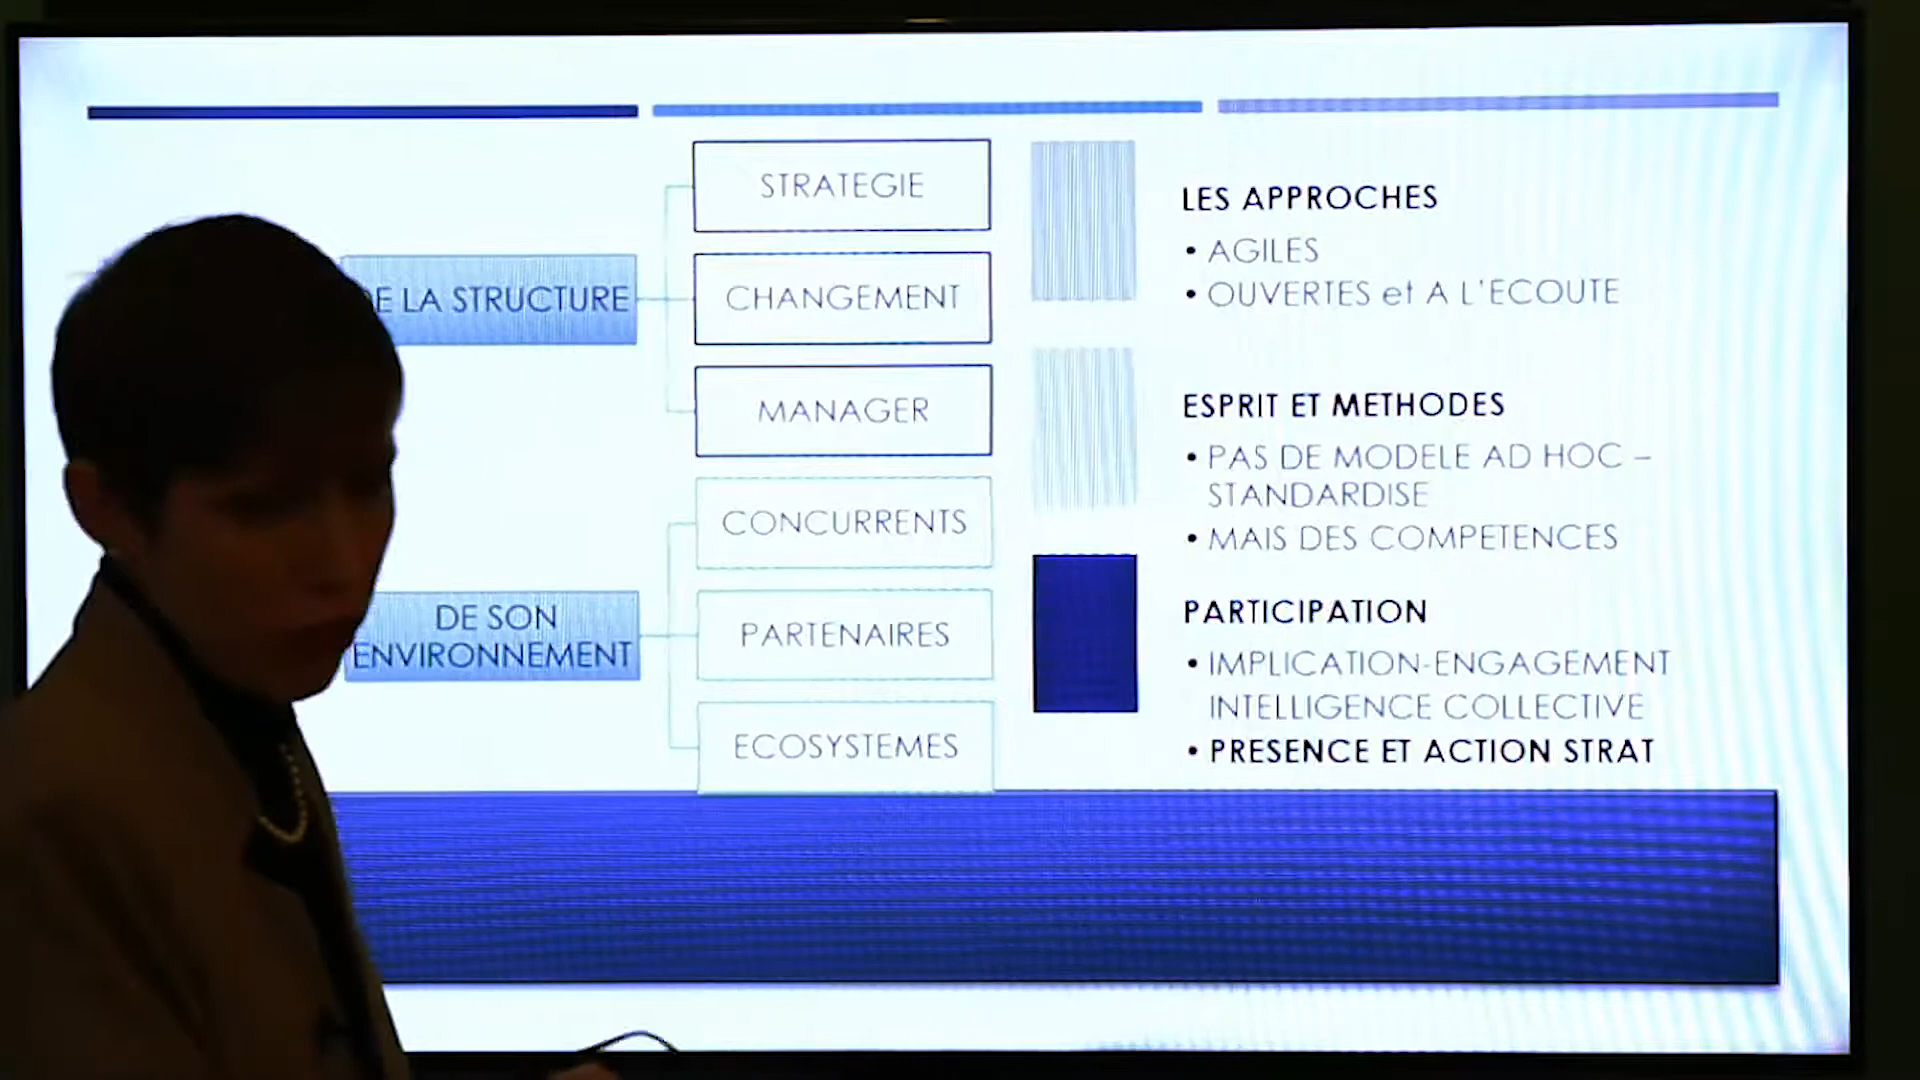 DE LA STRUCTURE
STRATEGIE
CHANGEMENT
MANAGER
DE SON
ENVIRONNEMENT
CONCURRENTS
PARTENAIRES
ECOSYSTEMES
LES APPROCHES
• AGILES
• OUVERTES et A L'ECOUTE
ESPRIT ET METHODES
• PAS DE MODELE AD HOC –
STANDARDISE
• MAIS DES COMPETENCES
PARTICIPATION
• IMPLICATION-ENGAGEMENT
INTELLIGENCE COLLECTIVE
• PRESENCE ET ACTION STRAT